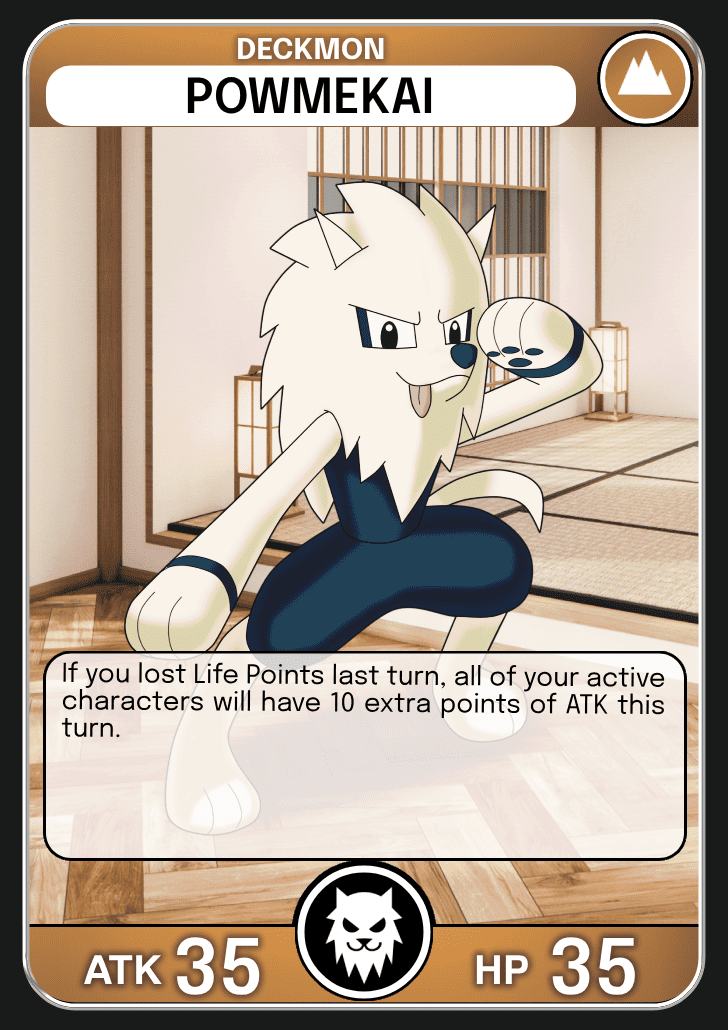 DECKMON
POWMEKAI
If you lost Life Points last turn, all of your active
characters will have 10 extra points of ATK this
turn.
ATK 35
HP 35